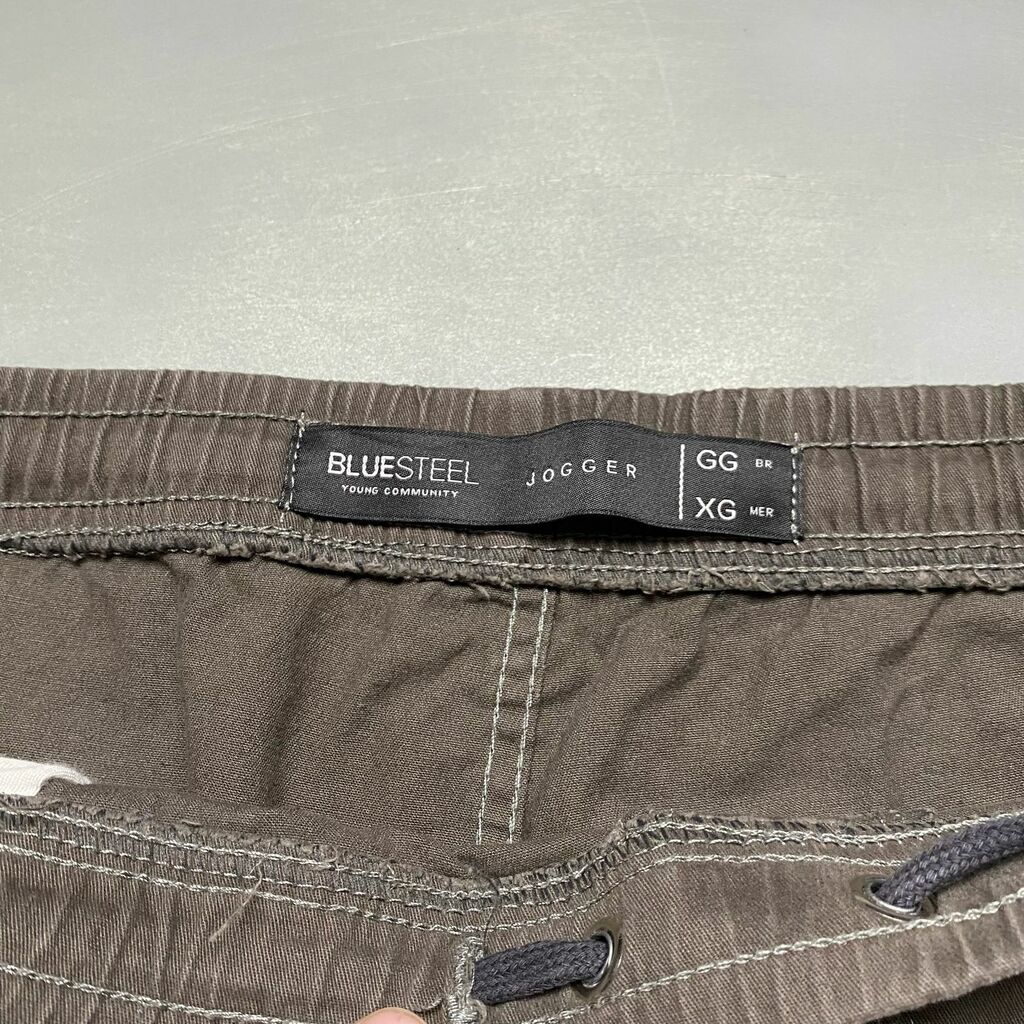 BLUESTEEL
YOUNG COMMUNITY
JOGGER
GG BR
XG MER